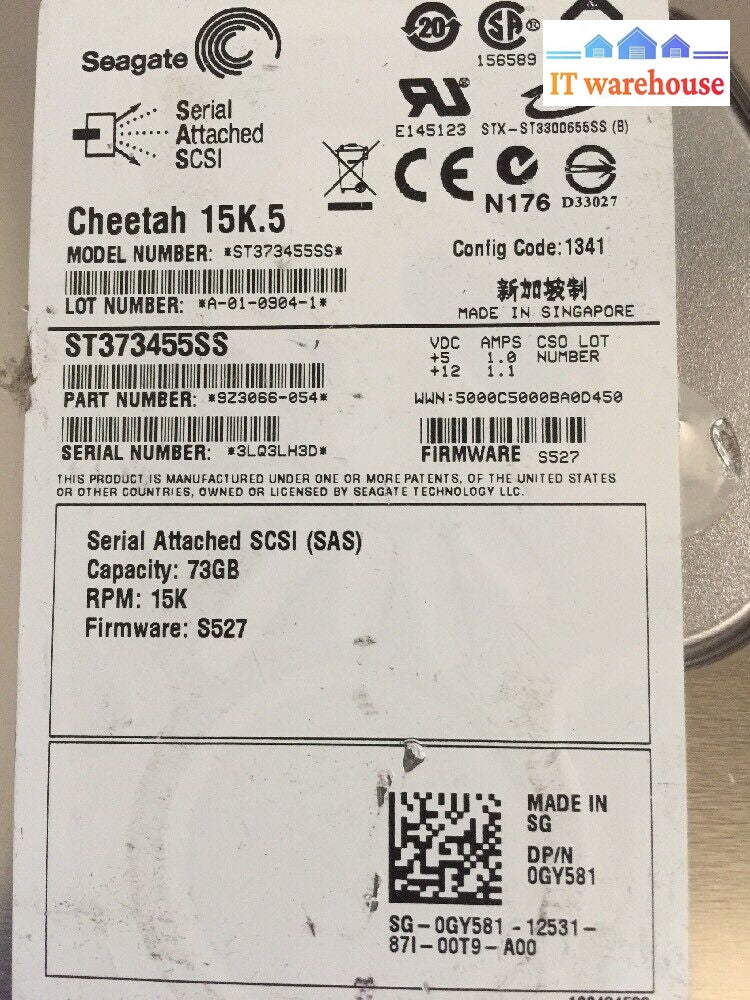 Seagate
20
SA
156589
IT warehouse
Serial
Attached
SCSI
E145123 STX-ST3300655SS (B)
CE
N176 D33027
Cheetah 15K.5
MODEL NUMBER: *ST373455SS*
Config Code:1341
LOT NUMBER: *A-01-0904-1*
新加坡制
MADE IN SINGAPORE
ST373455SS
VDC AMPS CSO LOT
+5 1.0 NUMBER
+12 1.1
PART NUMBER: *9Z3066-054*
WWN:5000C5000BA0D450
SERIAL NUMBER: *3LQ3LH3D*
FIRMWARE S527
THIS PRODUCT IS MANUFACTURED UNDER ONE OR MORE PATENTS, OF THE UNITED STATES
OR OTHER COUNTRIES, OWNED OR LICENSED BY SEAGATE TECHNOLOGY LLC.
Serial Attached SCSI (SAS)
Capacity: 73GB
RPM: 15K
Firmware: S527
MADE IN
SG
DP/N
0GY581
SG-0GY581-12531-
87I-00T9-A00